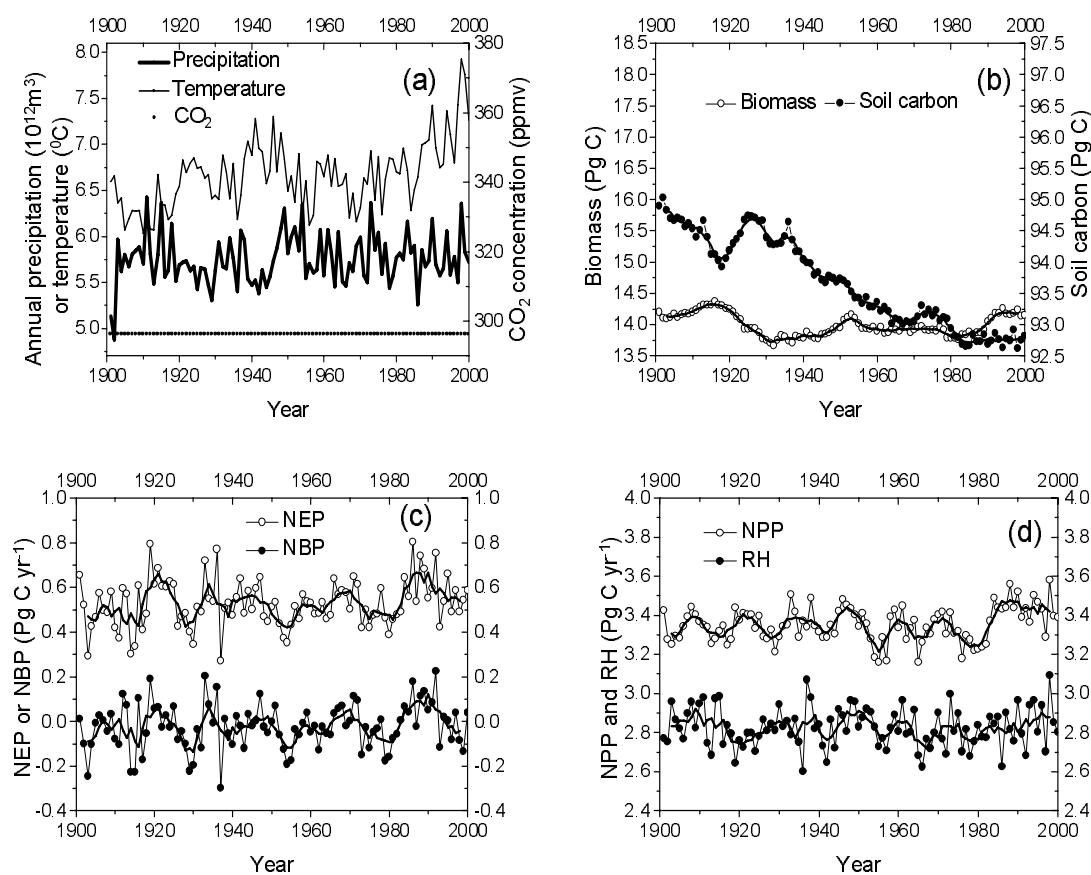 1900 1920 1940 1960 1980 2000
8.0
7.5
7.0
6.5
6.0
5.5
5.0
380
360
340
320
300
Precipitation
Temperature
CO2
(a)
Annual precipitation (10¹²m³)
or temperature (⁰C)
CO2 concentration (ppmv)
1900 1920 1940 1960 1980 2000
Year
1900 1920 1940 1960 1980 2000
18.5
18.0
17.5
17.0
16.5
16.0
15.5
15.0
14.5
14.0
13.5
97.5
97.0
96.5
96.0
95.5
95.0
94.5
94.0
93.5
93.0
92.5
(b)
Biomass Soil carbon
Biomass (Pg C)
Soil carbon (Pg C)
1900 1920 1940 1960 1980 2000
Year
1900 1920 1940 1960 1980 2000
1.0
0.8
0.6
0.4
0.2
0.0
-0.2
-0.4
1.0
0.8
0.6
0.4
0.2
0.0
-0.2
-0.4
NEP
NBP
(c)
NEP or NBP (Pg C yr⁻¹)
1900 1920 1940 1960 1980 2000
Year
1900 1920 1940 1960 1980 2000
4.0
3.8
3.6
3.4
3.2
3.0
2.8
2.6
2.4
4.0
3.8
3.6
3.4
3.2
3.0
2.8
2.6
2.4
NPP
RH
(d)
NPP and RH (Pg C yr⁻¹)
1900 1920 1940 1960 1980 2000
Year